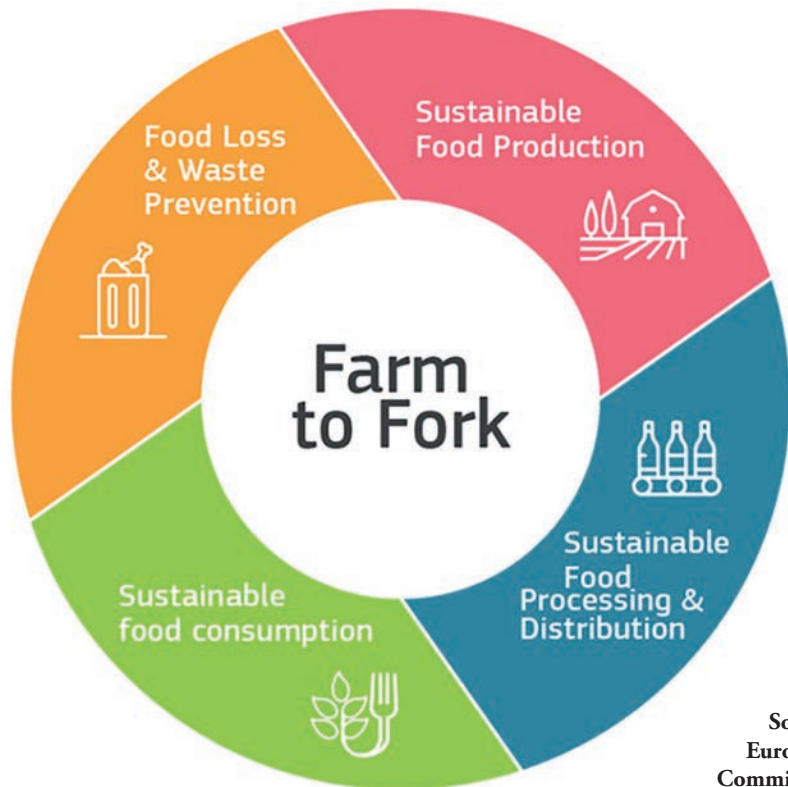 Food Loss
& Waste
Prevention
Sustainable
Food Production
Farm
to Fork
Sustainable
Food
Processing &
Distribution
Sustainable
food consumption